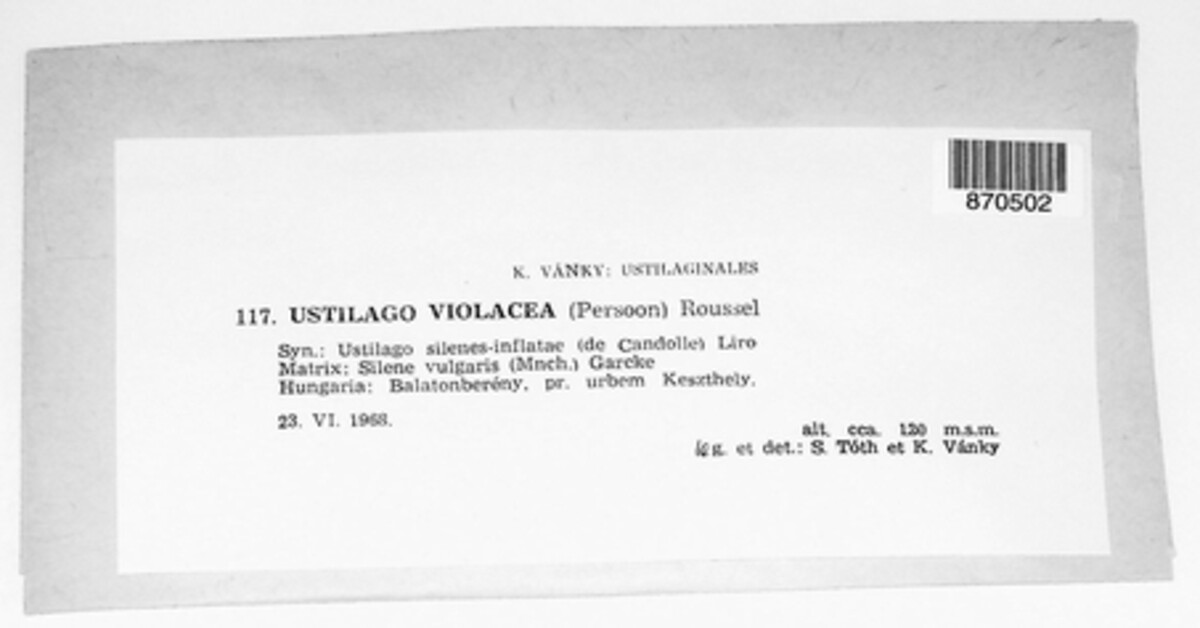 870502
K. VÁNKY: USTILAGINALES
117. USTILAGO VIOLACEA (Persoon) Roussel
Syn.: Ustilago silenes-inflatae (de Candolle) Liro
Matrix: Silene vulgaris (Mnch.) Garcke
Hungaria: Balatonberény, pr. urbem Keszthely.
23. VI. 1968.
alt. cca. 120 m.s.m.
leg. et det.: S. Tóth et K. Vánky